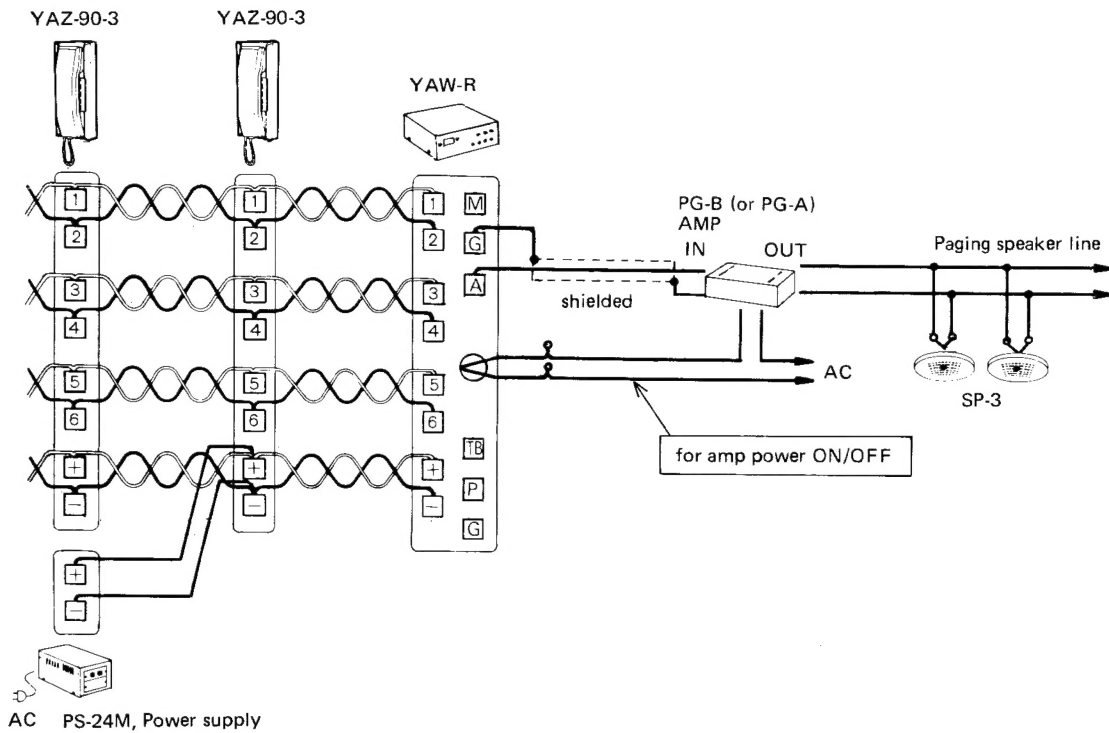 YAZ-90-3
YAZ-90-3
YAW-R
1
1
1
M
2
2
2
G
3
3
3
A
4
4
4
5
5
5
6
6
6
TB
+
+
+
P
−
−
−
G
PG-B (or PG-A)
AMP
IN OUT
shielded
Paging speaker line
AC
SP-3
for amp power ON/OFF
+
−
AC PS-24M, Power supply